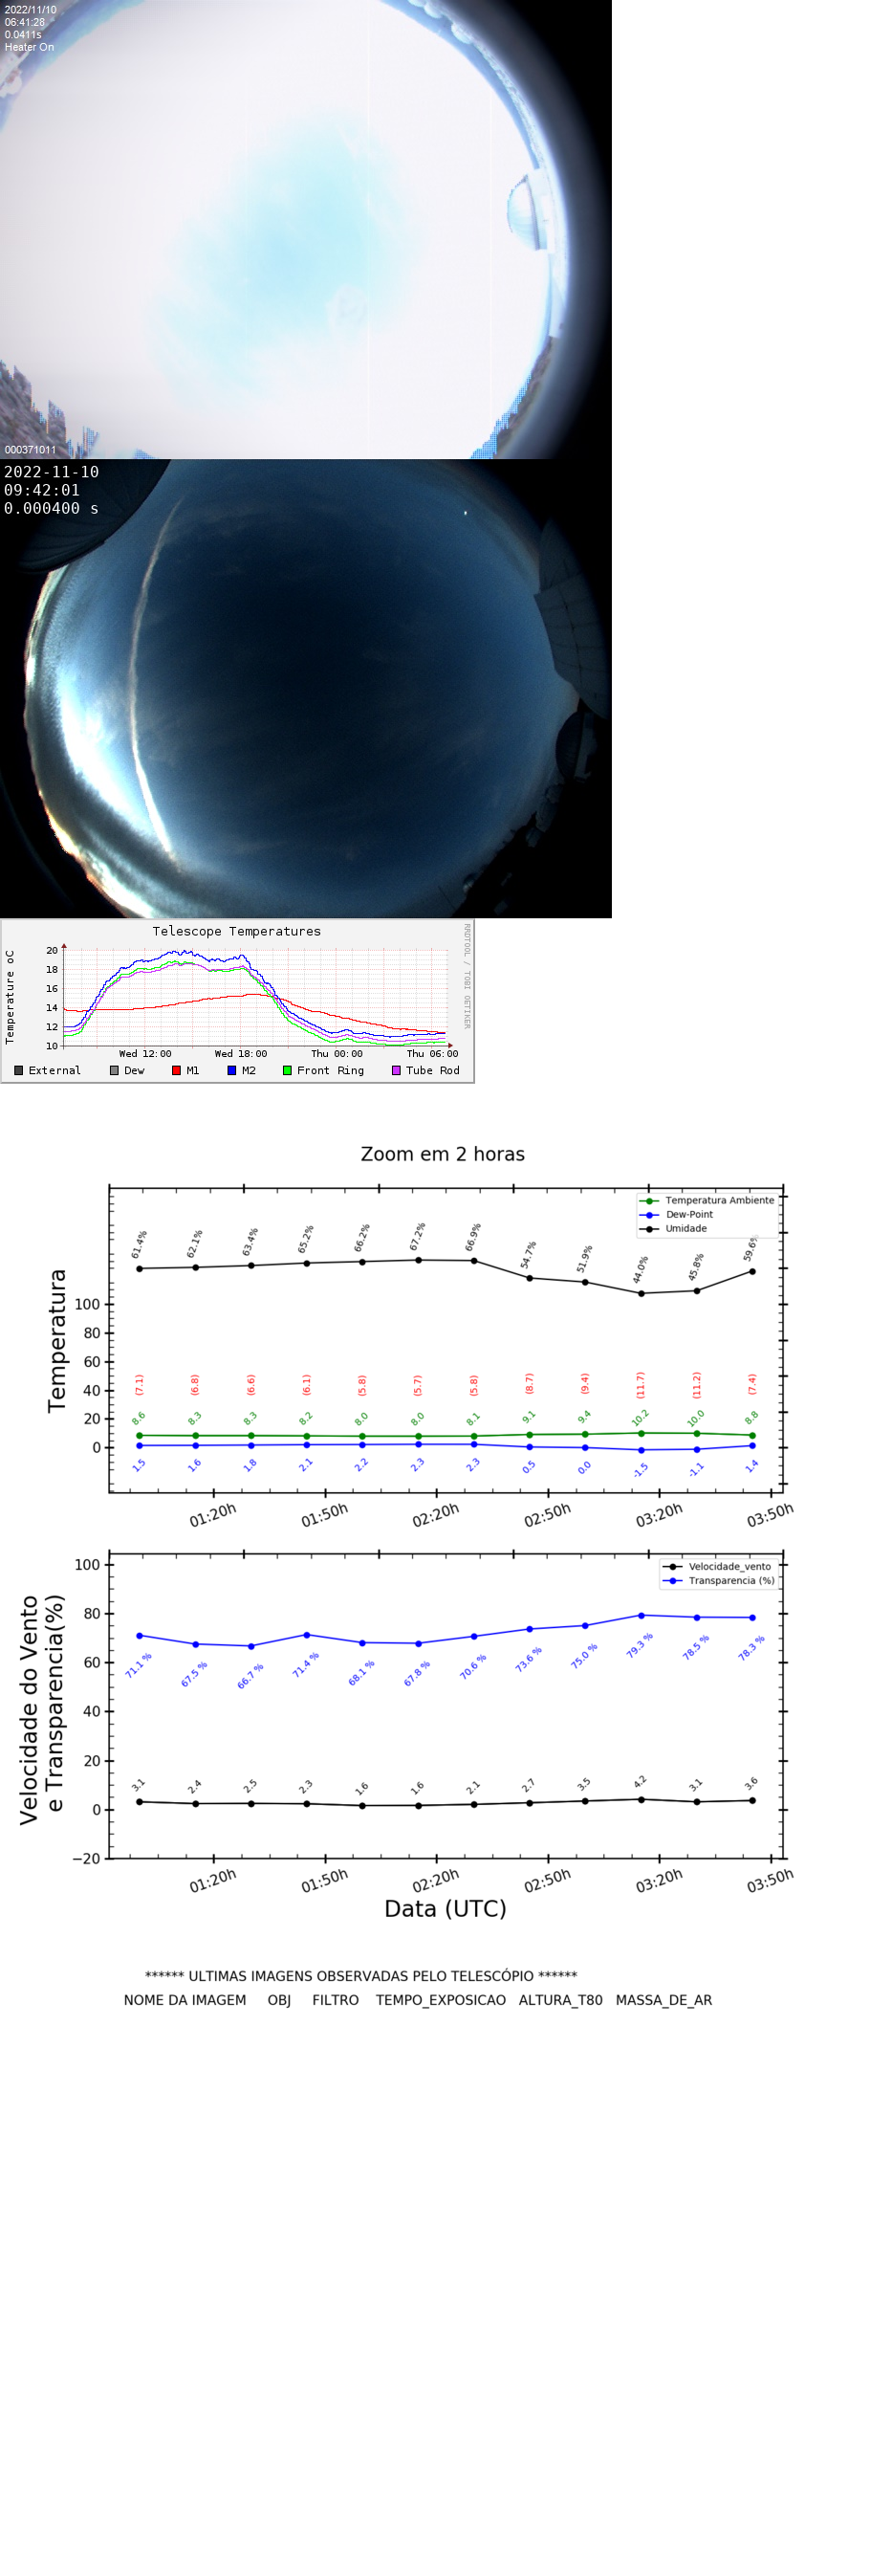 2022/11/10
06:41:28
0.0411s
Heater On
000371011
2022-11-10
09:42:01
0.000400 s
Telescope Temperatures
RRDTOOL / TOBI OETIKER
Temperature oC
20
18
16
14
12
10
Wed 12:00 Wed 18:00 Thu 00:00 Thu 06:00
External Dew M1 M2 Front Ring Tube Rod
Zoom em 2 horas
Temperatura Ambiente
Dew-Point
Umidade
Temperatura
100
80
60
40
20
0
61.4% 62.1% 63.4% 65.2% 66.2% 67.2% 66.9% 54.7% 51.9% 44.0% 45.8% 59.6%
(7.1) (6.8) (6.6) (6.1) (5.8) (5.7) (5.8) (8.7) (9.4) (11.7) (11.2) (7.4)
8.6 8.3 8.3 8.2 8.0 8.0 8.1 9.1 9.4 10.2 10.0 8.8
1.5 1.6 1.8 2.1 2.2 2.3 2.3 0.5 0.0 -1.5 -1.1 1.4
01:20h 01:50h 02:20h 02:50h 03:20h 03:50h
Velocidade_vento
Transparencia (%)
Velocidade do Vento
e Transparencia(%)
100
80
60
40
20
0
−20
71.1 % 67.5 % 66.7 % 71.4 % 68.1 % 67.8 % 70.6 % 73.6 % 75.0 % 79.3 % 78.5 % 78.3 %
3.1 2.4 2.5 2.3 1.6 1.6 2.1 2.7 3.5 4.2 3.1 3.6
01:20h 01:50h 02:20h 02:50h 03:20h 03:50h
Data (UTC)
****** ULTIMAS IMAGENS OBSERVADAS PELO TELESCÓPIO ******
NOME DA IMAGEM OBJ FILTRO TEMPO_EXPOSICAO ALTURA_T80 MASSA_DE_AR